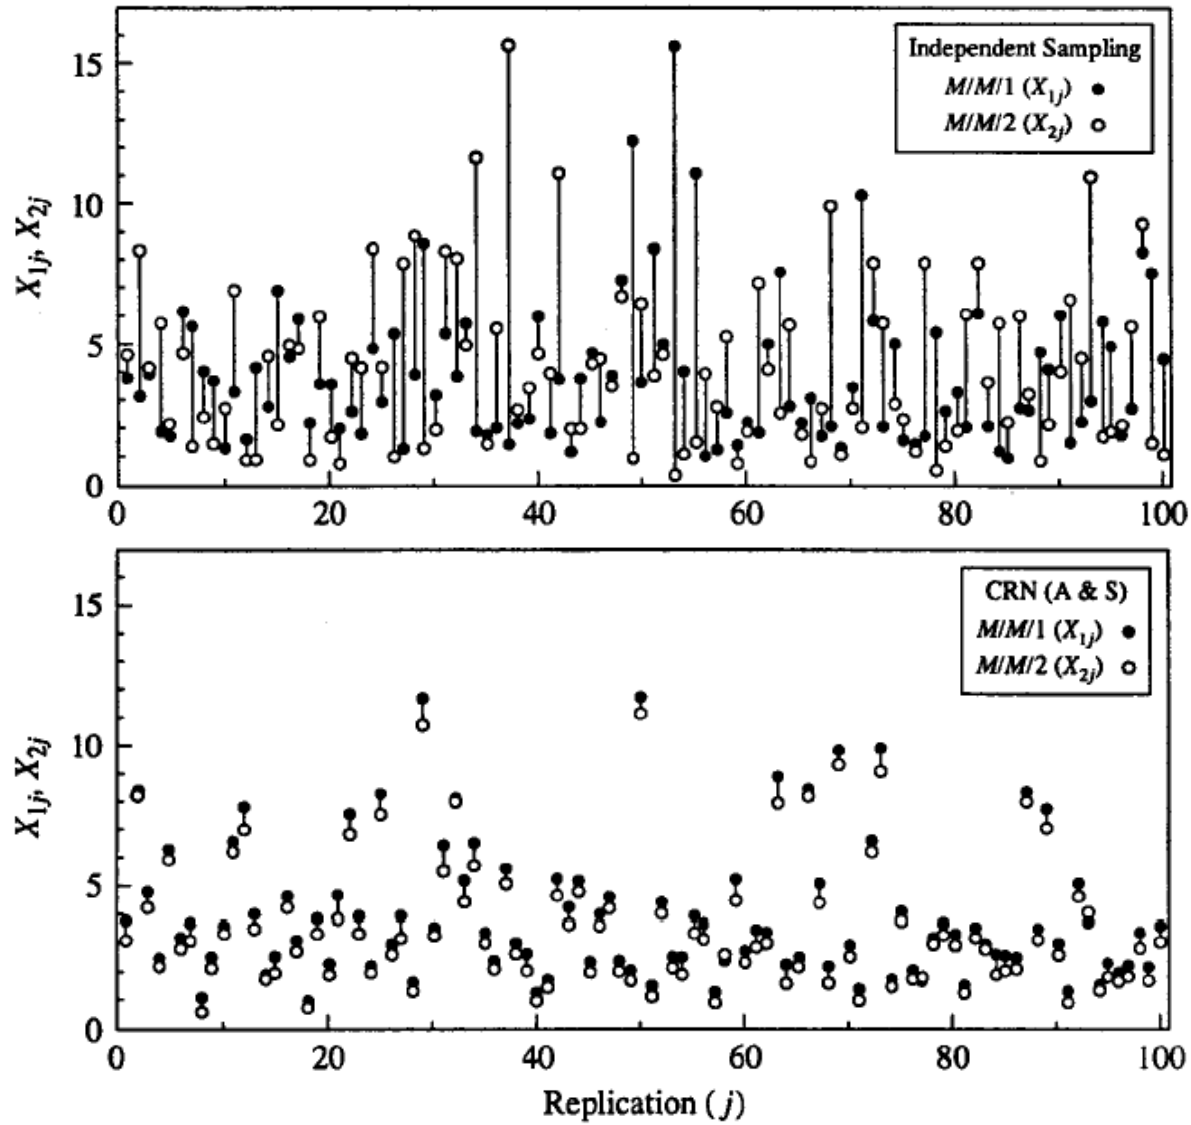 15
10
5
0
X1j, X2j
Independent Sampling
M/M/1 (X1j) ●
M/M/2 (X2j) ○
0 20 40 60 80 100
15
10
5
0
X1j, X2j
CRN (A & S)
M/M/1 (X1j) ●
M/M/2 (X2j) ○
0 20 40 60 80 100
Replication (j)